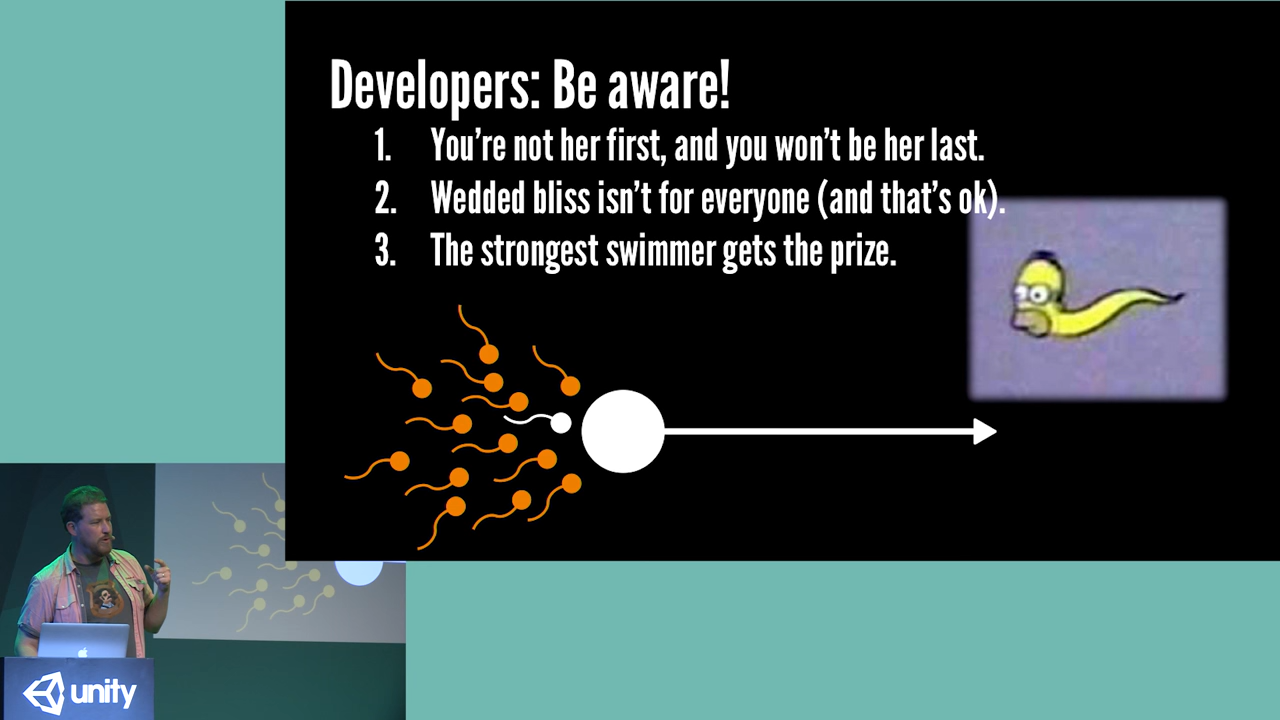 Developers: Be aware!
1. You're not her first, and you won't be her last.
2. Wedded bliss isn't for everyone (and that's ok).
3. The strongest swimmer gets the prize.
unity